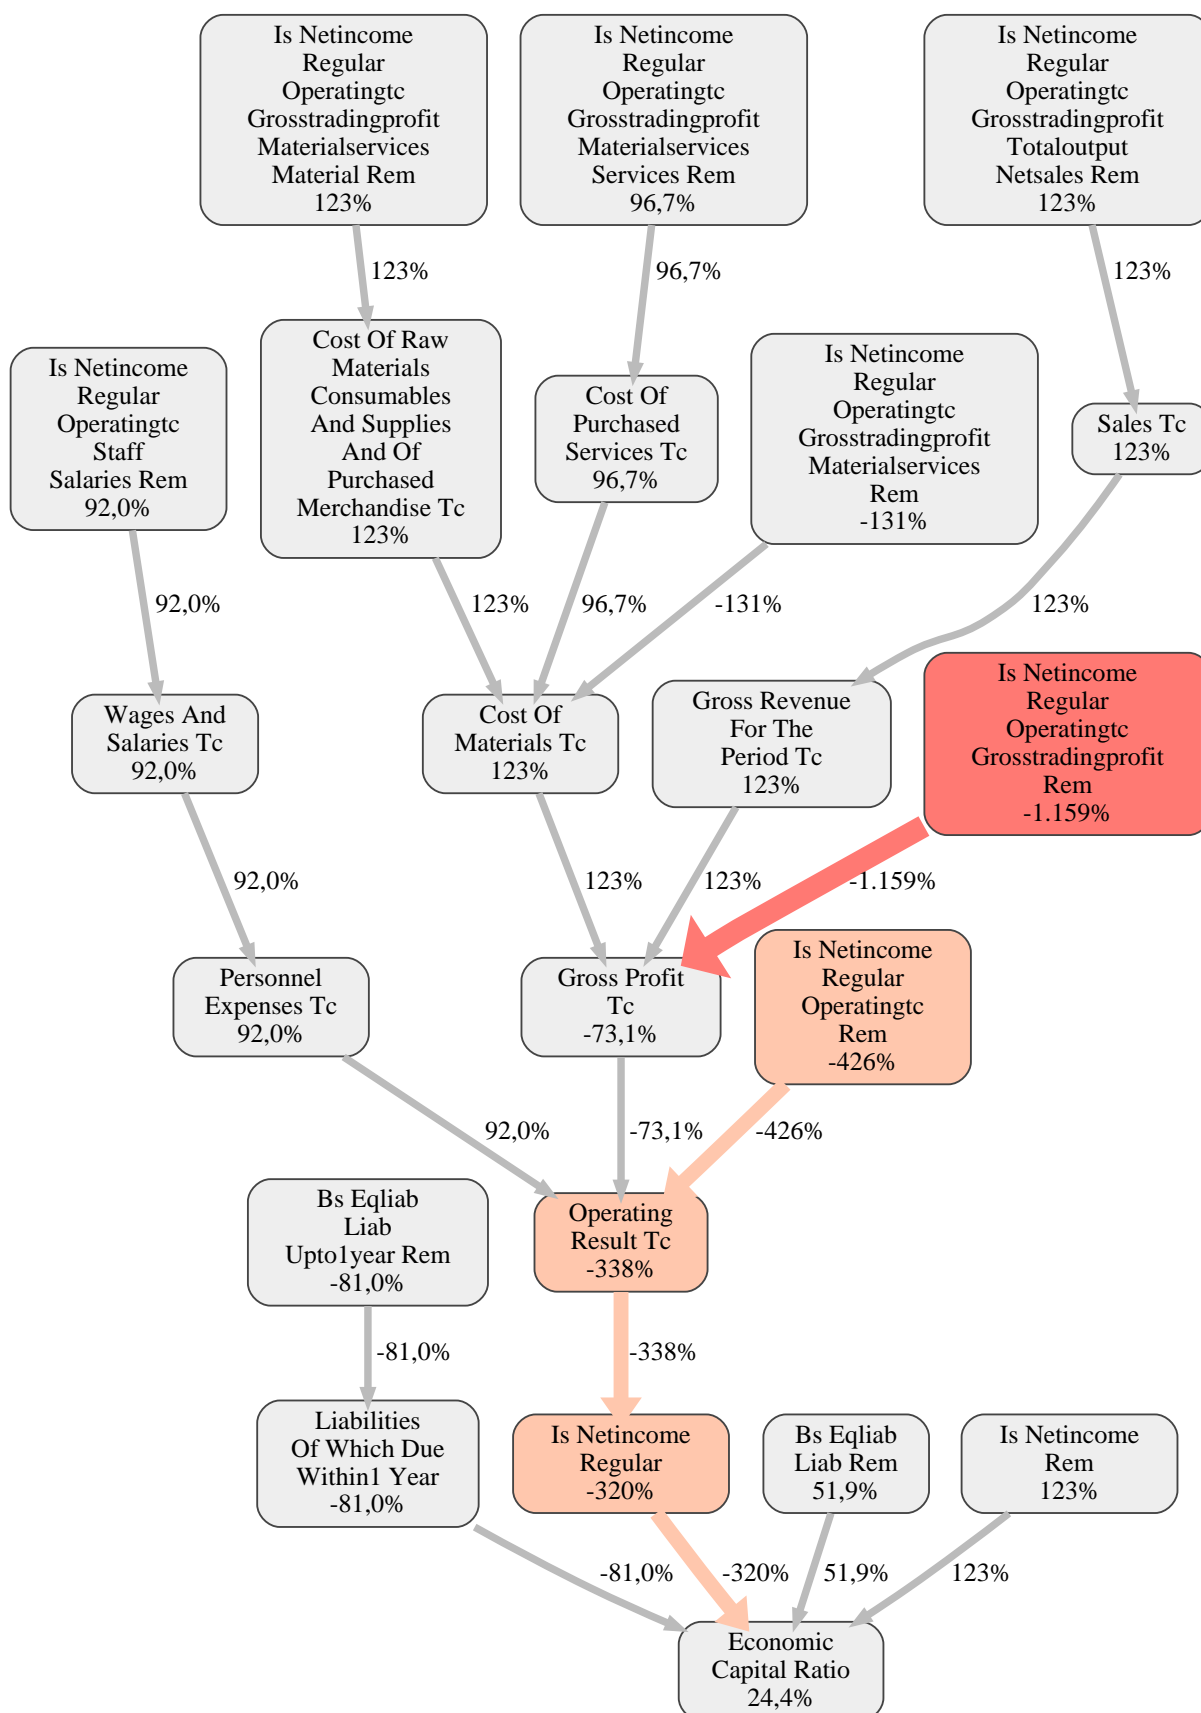 Is Netincome
Regular
Operatingtc
Grosstradingprofit
Materialservices
Material Rem
123%
Is Netincome
Regular
Operatingtc
Grosstradingprofit
Materialservices
Services Rem
96,7%
Is Netincome
Regular
Operatingtc
Grosstradingprofit
Totaloutput
Netsales Rem
123%
123%
96,7%
123%
Is Netincome
Regular
Operatingtc
Staff
Salaries Rem
92,0%
Cost Of Raw
Materials
Consumables
And Supplies
And Of
Purchased
Merchandise Tc
123%
Cost Of
Purchased
Services Tc
96,7%
Is Netincome
Regular
Operatingtc
Grosstradingprofit
Materialservices
Rem
-131%
Sales Tc
123%
92,0%
123%
96,7%
-131%
123%
Wages And
Salaries Tc
92,0%
Cost Of
Materials Tc
123%
Gross Revenue
For The
Period Tc
123%
Is Netincome
Regular
Operatingtc
Grosstradingprofit
Rem
-1.159%
92,0%
123%
123%
-1.159%
Personnel
Expenses Tc
92,0%
Gross Profit
Tc
-73,1%
Is Netincome
Regular
Operatingtc
Rem
-426%
92,0%
-73,1%
-426%
Bs Eqliab
Liab
Upto1year Rem
-81,0%
Operating
Result Tc
-338%
-81,0%
-338%
Liabilities
Of Which Due
Within1 Year
-81,0%
Is Netincome
Regular
-320%
Bs Eqliab
Liab Rem
51,9%
Is Netincome
Rem
123%
-81,0%
-320%
51,9%
123%
Economic
Capital Ratio
24,4%